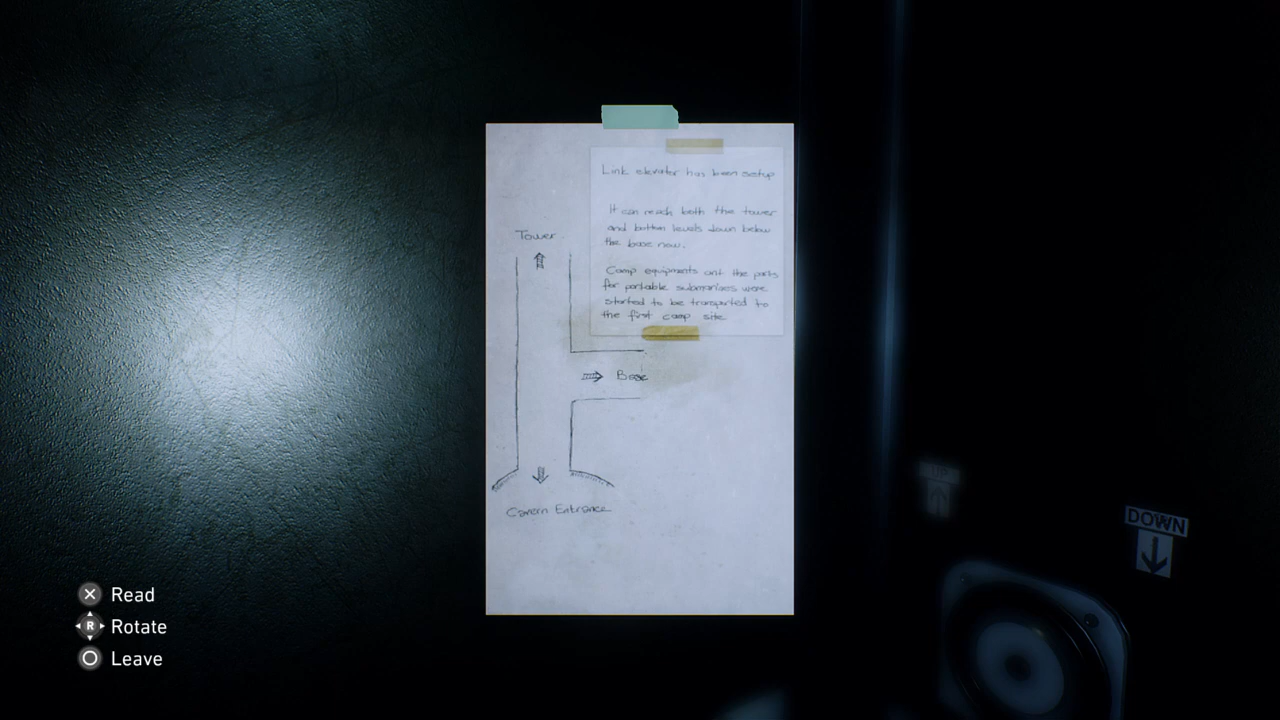 Link elevator has been setup
It can reach both the tower
and bottom levels down below
the base now.
Camp equipments ant the parts
for portable submarines were
started to be transported to
the first camp site
Tower
Base
Cavern Entrance
UP
DOWN
Read
R Rotate
Leave